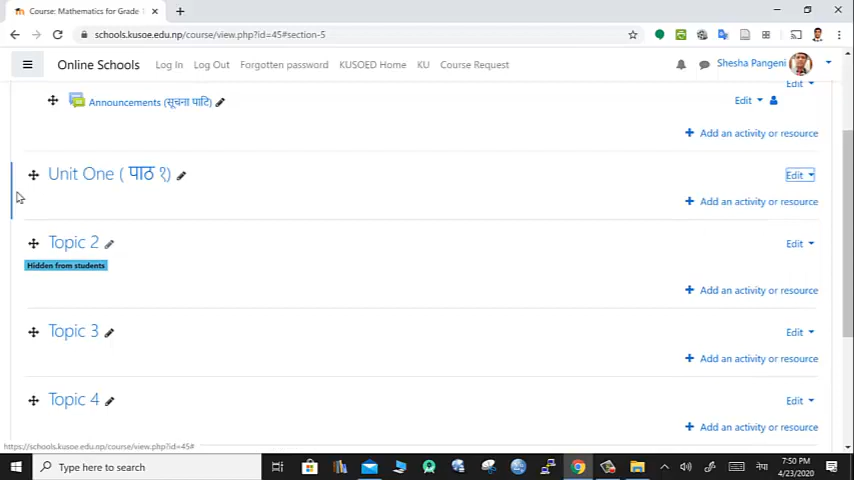 Course: Mathematics for Grade
schools.kusoe.edu.np/course/view.php?id=45#section-5
Online Schools Log In Log Out Forgotten password KUSOED Home KU Course Request Shesha Pangeni
Edit
Announcements (सूचना पाटि) Edit
Add an activity or resource
Unit One ( पाठ १) Edit
Add an activity or resource
Topic 2 Edit
Hidden from students
Add an activity or resource
Topic 3 Edit
Add an activity or resource
Topic 4 Edit
Add an activity or resource
https://schools.kusoe.edu.np/course/view.php?id=45#
Type here to search नेपा 7:50 PM
4/23/2020